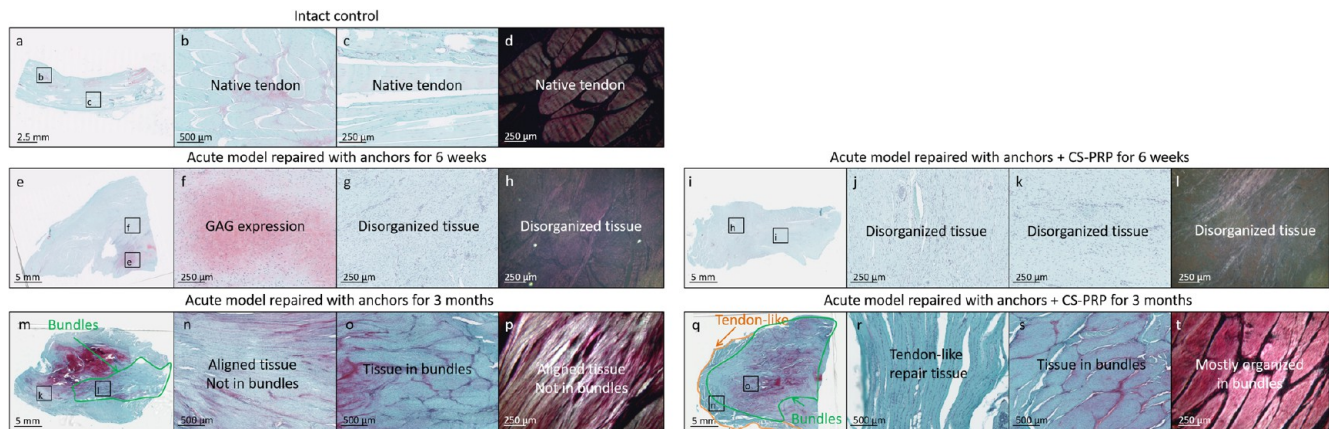 Intact control
a
b
c
2.5 mm
b
Native tendon
500 µm
c
Native tendon
250 µm
d
Native tendon
250 µm
Acute model repaired with anchors for 6 weeks
e
f
e
5 mm
f
GAG expression
250 µm
g
Disorganized tissue
250 µm
h
Disorganized tissue
250 µm
Acute model repaired with anchors + CS-PRP for 6 weeks
i
h
i
5 mm
j
Disorganized tissue
250 µm
k
Disorganized tissue
250 µm
l
Disorganized tissue
250 µm
Acute model repaired with anchors for 3 months
m
Bundles
k
l
5 mm
n
Aligned tissue
Not in bundles
500 µm
o
Tissue in bundles
500 µm
p
Aligned tissue
Not in bundles
250 µm
Acute model repaired with anchors + CS-PRP for 3 months
q
Tendon-like
o
Bundles
5 mm
r
Tendon-like
repair tissue
500 µm
s
Tissue in bundles
500 µm
t
Mostly organized
in bundles
250 µm